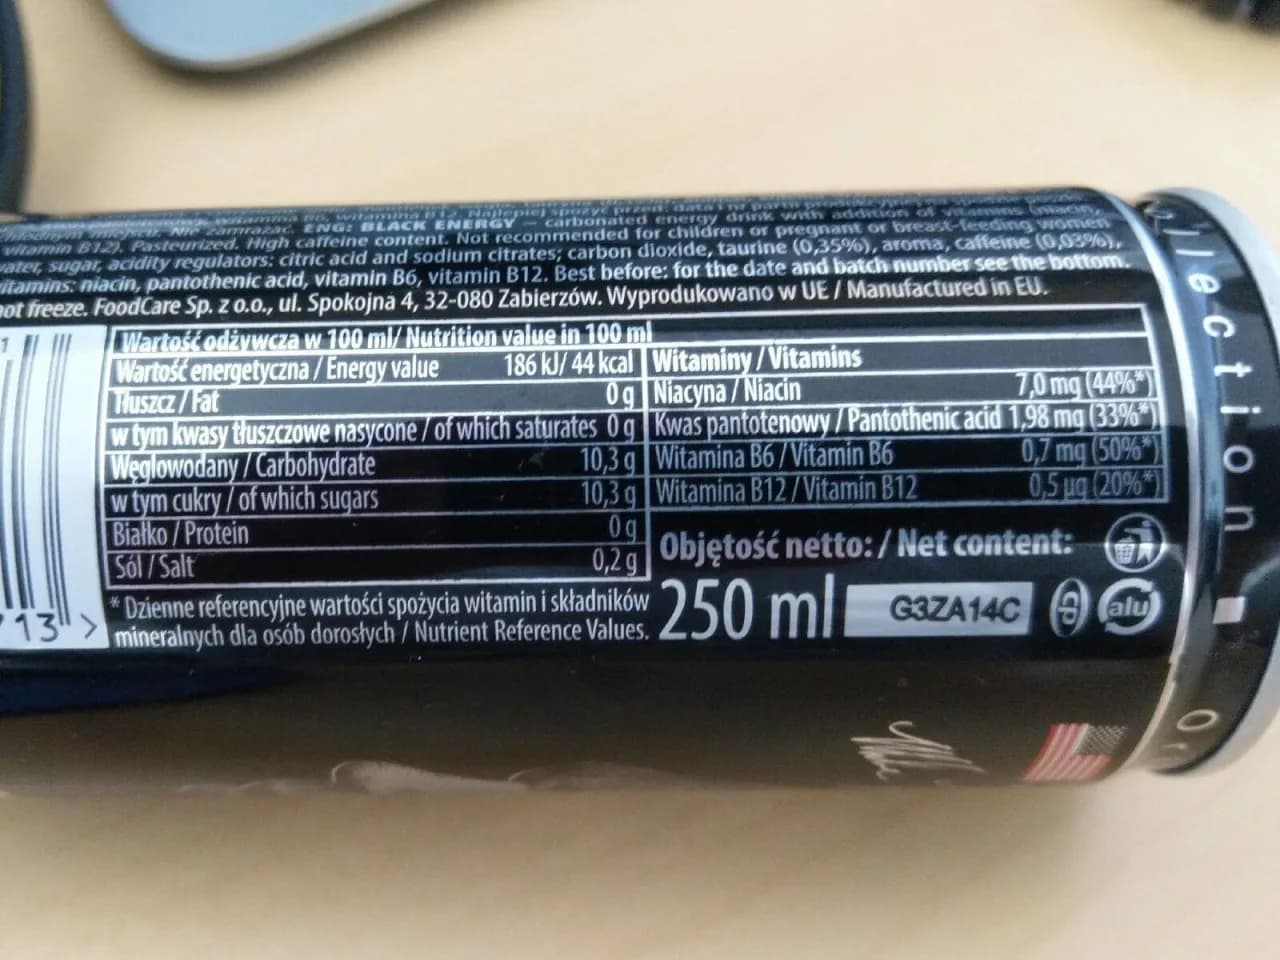 Nie zamrażać. ENG: BLACK ENERGY – carbonated energy drink with addition of vitamins (niacin,
vitamin B12). Pasteurized. High caffeine content. Not recommended for children or pregnant or breast-feeding women
water, sugar, acidity regulators: citric acid and sodium citrates; carbon dioxide, taurine (0,35%), aroma, caffeine (0,03%),
vitamins: niacin, pantothenic acid, vitamin B6, vitamin B12. Best before: for the date and batch number see the bottom.
not freeze. FoodCare Sp. z o.o., ul. Spokojna 4, 32-080 Zabierzów. Wyprodukowano w UE / Manufactured in EU.
Wartość odżywcza w 100 ml/ Nutrition value in 100 ml
Wartość energetyczna / Energy value 186 kJ/ 44 kcal
Tłuszcz / Fat 0 g
w tym kwasy tłuszczowe nasycone / of which saturates 0 g
Węglowodany / Carbohydrate 10,3 g
w tym cukry / of which sugars 10,3 g
Białko / Protein 0 g
Sól / Salt 0,2 g
* Dzienne referencyjne wartości spożycia witamin i składników
mineralnych dla osób dorosłych / Nutrient Reference Values.
Witaminy / Vitamins
Niacyna / Niacin 7,0 mg (44%*)
Kwas pantotenowy / Pantothenic acid 1,98 mg (33%*)
Witamina B6 / Vitamin B6 0,7 mg (50%*)
Witamina B12 / Vitamin B12 0,5 µg (20%*)
Objętość netto: / Net content:
250 ml
G3ZA14C
alu
13 >
llection